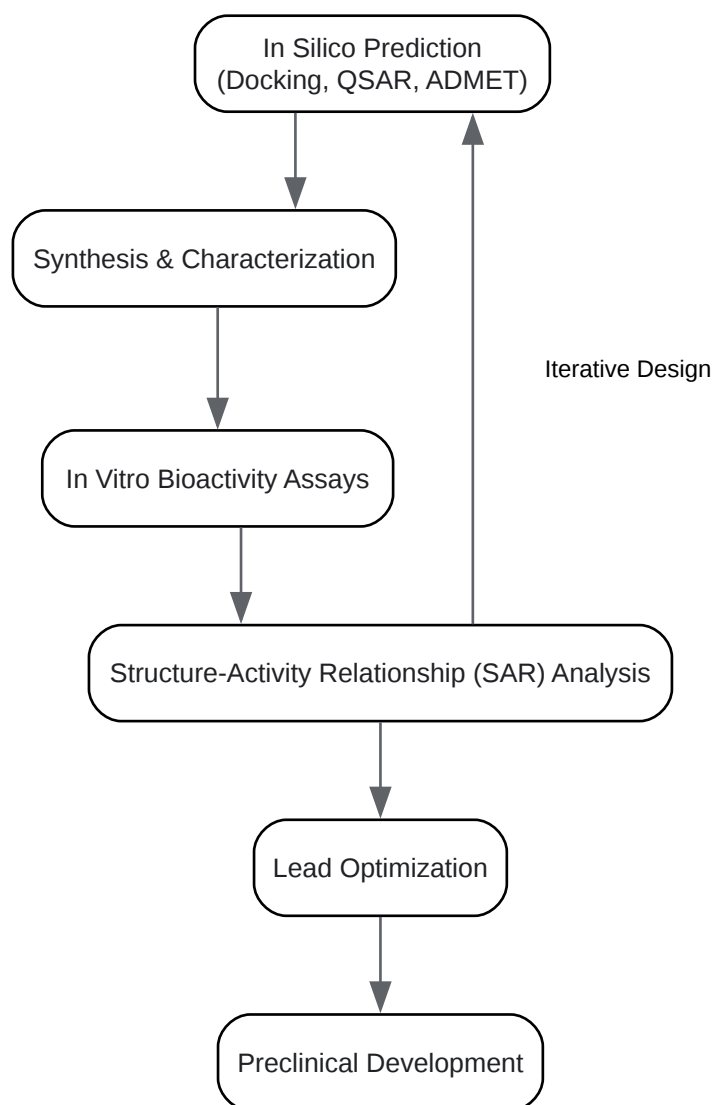 In Silico Prediction
(Docking, QSAR, ADMET)
Synthesis & Characterization
Iterative Design
In Vitro Bioactivity Assays
Structure-Activity Relationship (SAR) Analysis
Lead Optimization
Preclinical Development